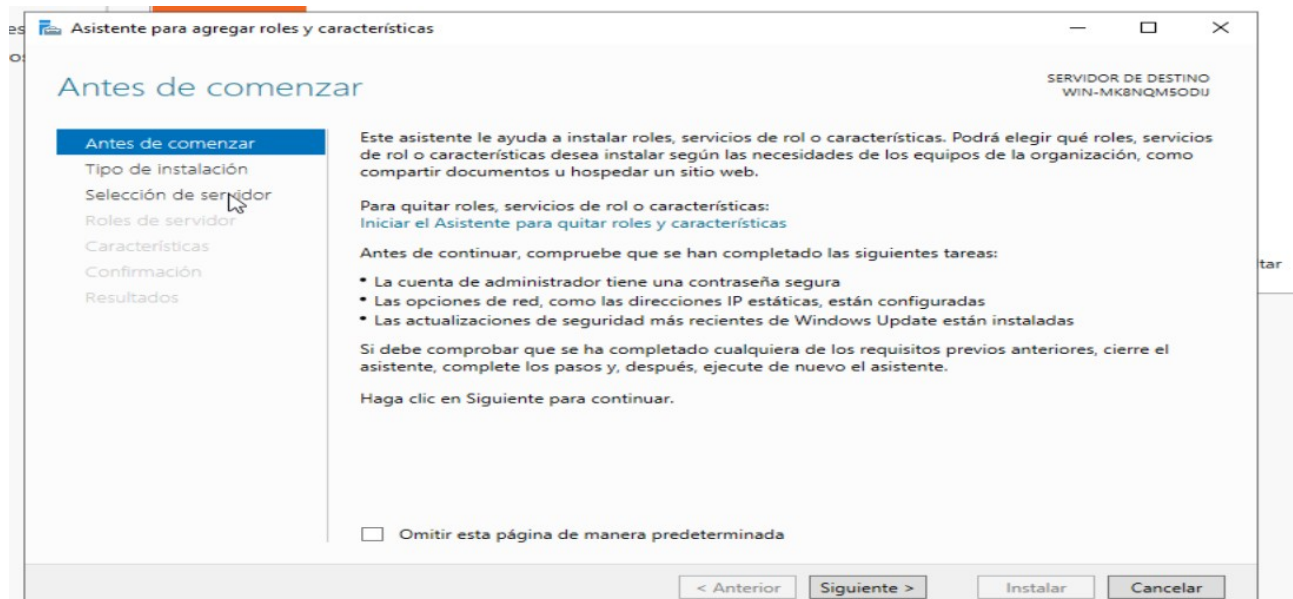 es
Asistente para agregar roles y características
os
Antes de comenzar
SERVIDOR DE DESTINO
WIN-MK8NQM5ODIJ
Antes de comenzar
Tipo de instalación
Selección de servidor
Roles de servidor
Características
Confirmación
Resultados
Este asistente le ayuda a instalar roles, servicios de rol o características. Podrá elegir qué roles, servicios
de rol o características desea instalar según las necesidades de los equipos de la organización, como
compartir documentos u hospedar un sitio web.
Para quitar roles, servicios de rol o características:
Iniciar el Asistente para quitar roles y características
Antes de continuar, compruebe que se han completado las siguientes tareas:
• La cuenta de administrador tiene una contraseña segura
• Las opciones de red, como las direcciones IP estáticas, están configuradas
• Las actualizaciones de seguridad más recientes de Windows Update están instaladas
Si debe comprobar que se ha completado cualquiera de los requisitos previos anteriores, cierre el
asistente, complete los pasos y, después, ejecute de nuevo el asistente.
Haga clic en Siguiente para continuar.
Omitir esta página de manera predeterminada
< Anterior
Siguiente >
Instalar
Cancelar
tar